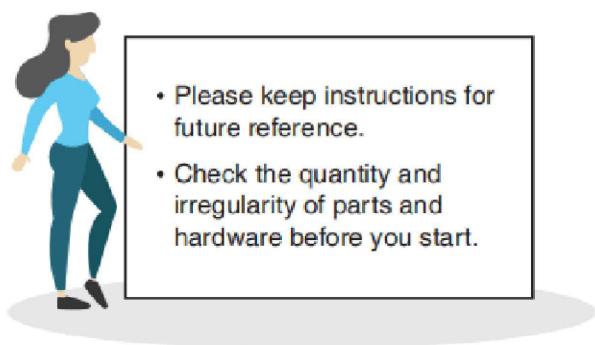 • Please keep instructions for
future reference.
• Check the quantity and
irregularity of parts and
hardware before you start.